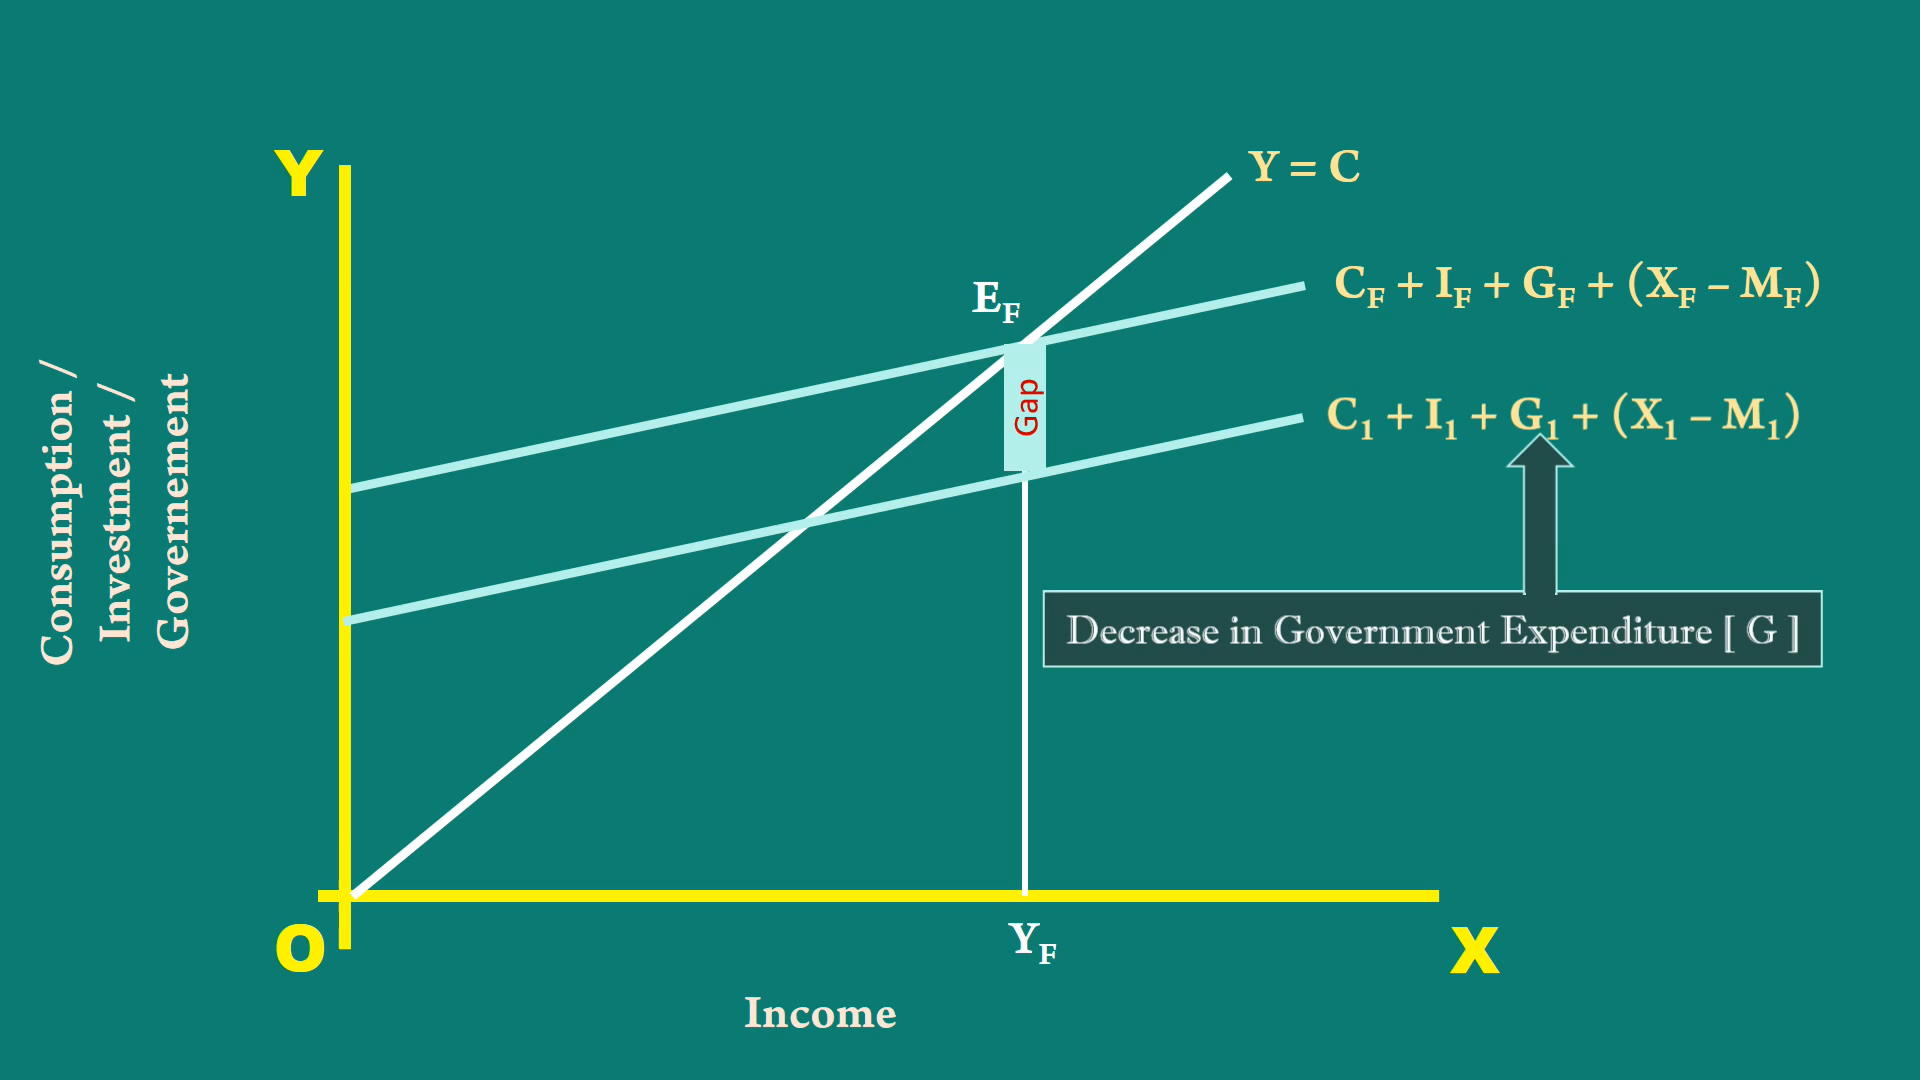 Y
Y = C
C_F + I_F + G_F + (X_F – M_F)
E_F
Consumption /
Investment /
Governement
Gap
C_1 + I_1 + G_1 + (X_1 – M_1)
Decrease in Government Expenditure [ G ]
O
Y_F
X
Income